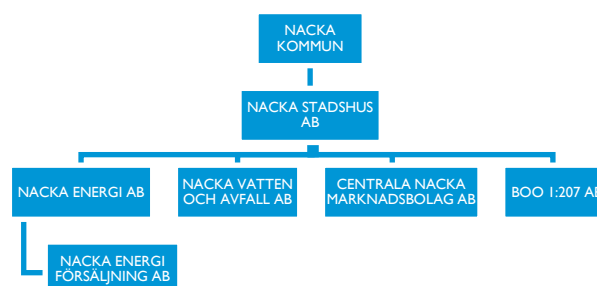 NACKA
KOMMUN
NACKA STADSHUS
AB
NACKA ENERGI AB
NACKA VATTEN
OCH AVFALL AB
CENTRALA NACKA
MARKNADSBOLAG AB
BOO 1:207 AB
NACKA ENERGI
FÖRSÄLJNING AB